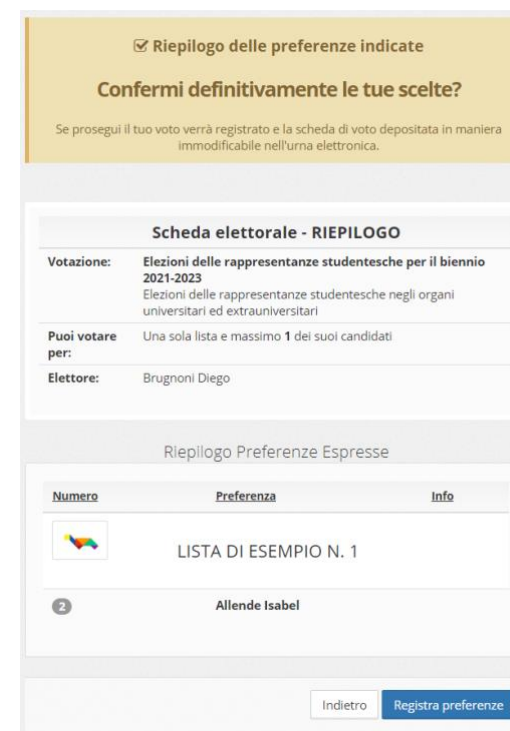 Riepilogo delle preferenze indicate
Confermi definitivamente le tue scelte?
Se prosegui il tuo voto verrà registrato e la scheda di voto depositata in maniera
immodificabile nell'urna elettronica.
Scheda elettorale - RIEPILOGO
Votazione: Elezioni delle rappresentanze studentesche per il biennio
2021-2023
Elezioni delle rappresentanze studentesche negli organi
universitari ed extrauniversitari
Puoi votare per: Una sola lista e massimo 1 dei suoi candidati
Elettore: Brugnoni Diego
Riepilogo Preferenze Espresse
Numero Preferenza Info
LISTA DI ESEMPIO N. 1
2 Allende Isabel
Indietro Registra preferenze